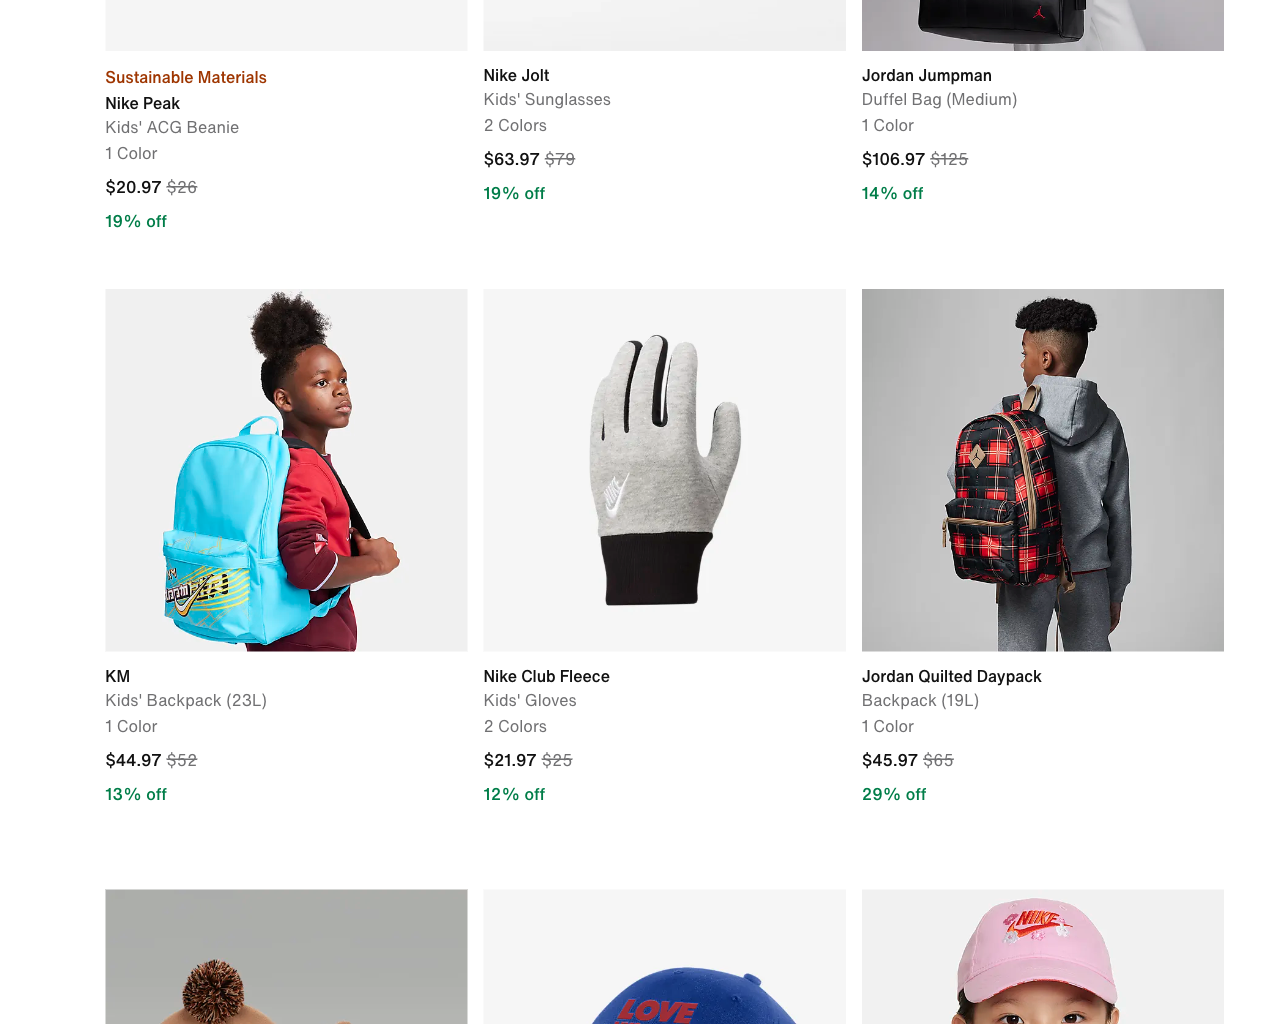 Sustainable Materials
Nike Peak
Kids' ACG Beanie
1 Color
$20.97 $26
19% off
Nike Jolt
Kids' Sunglasses
2 Colors
$63.97 $79
19% off
Jordan Jumpman
Duffel Bag (Medium)
1 Color
$106.97 $125
14% off
KM
Kids' Backpack (23L)
1 Color
$44.97 $52
13% off
NIKE
Nike Club Fleece
Kids' Gloves
2 Colors
$21.97 $25
12% off
Jordan Quilted Daypack
Backpack (19L)
1 Color
$45.97 $65
29% off
LOVE
NIKE